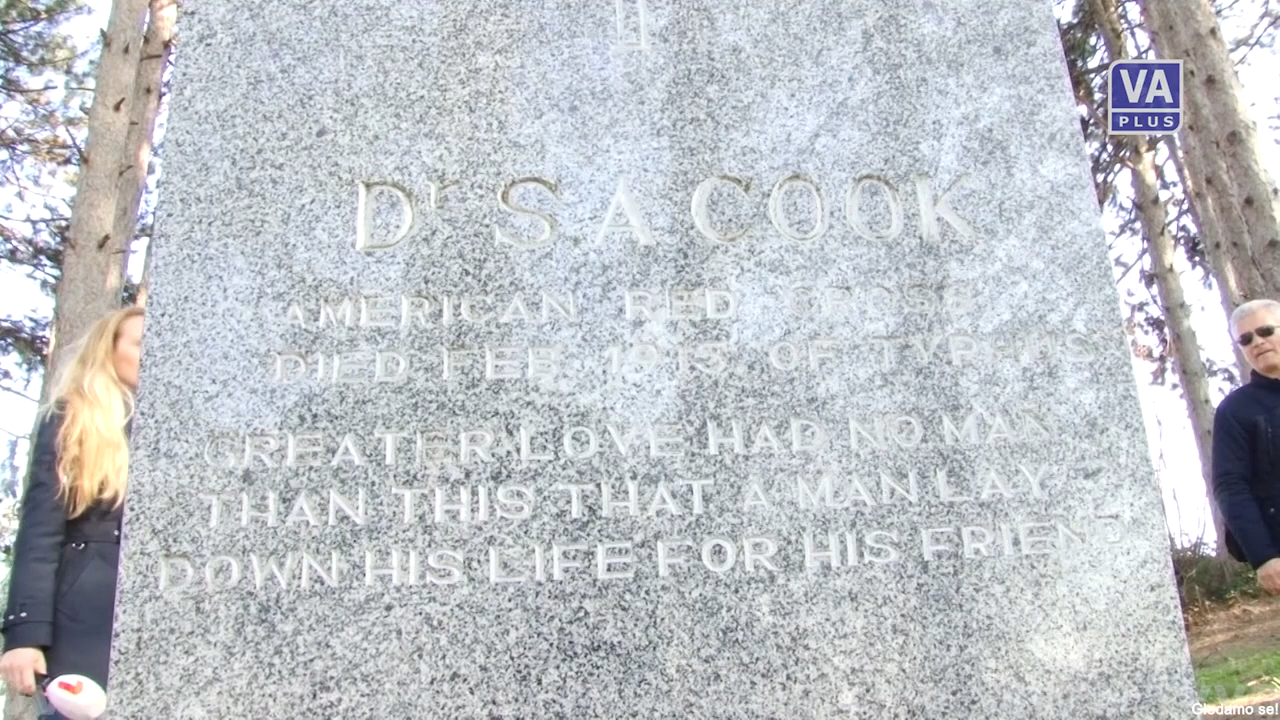 VA
PLUS
Dr S A COOK
AMERICAN RED CROSS
DIED FEB 1915 OF TYPHUS
GREATER LOVE HAD NO MAN
THAN THIS THAT A MAN LAY
DOWN HIS LIFE FOR HIS FRIEND
Gledamo se!